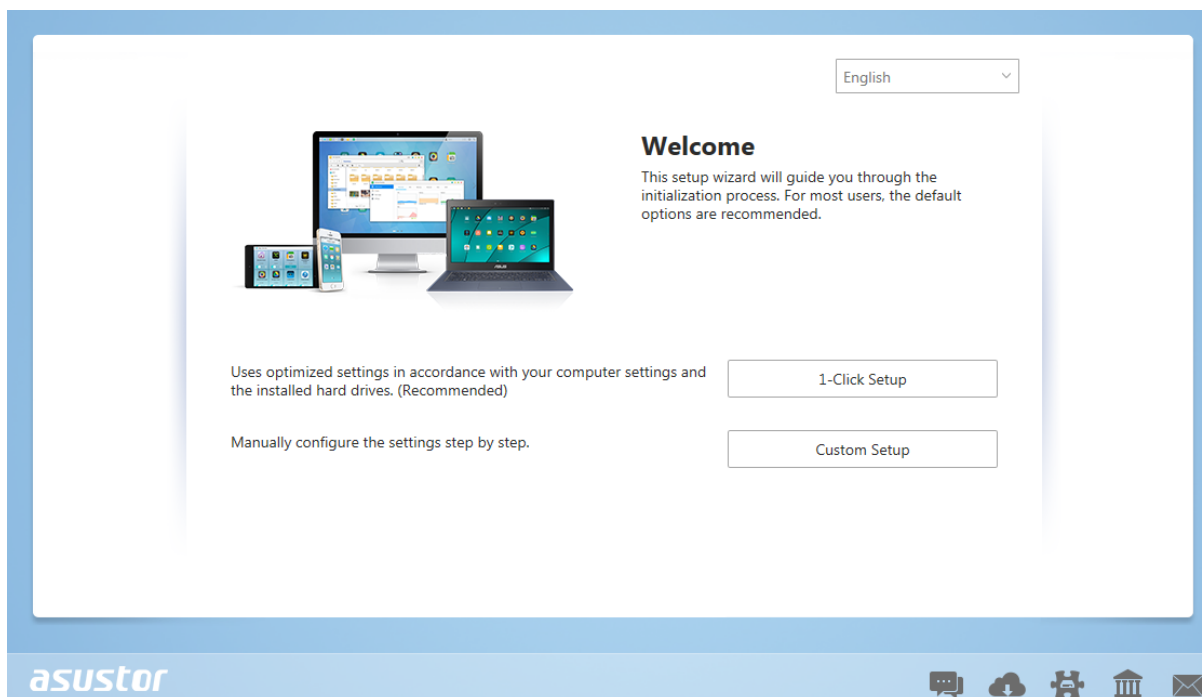 English
Welcome
This setup wizard will guide you through the
initialization process. For most users, the default
options are recommended.
Uses optimized settings in accordance with your computer settings and
the installed hard drives. (Recommended)
1-Click Setup
Manually configure the settings step by step.
Custom Setup
asustor